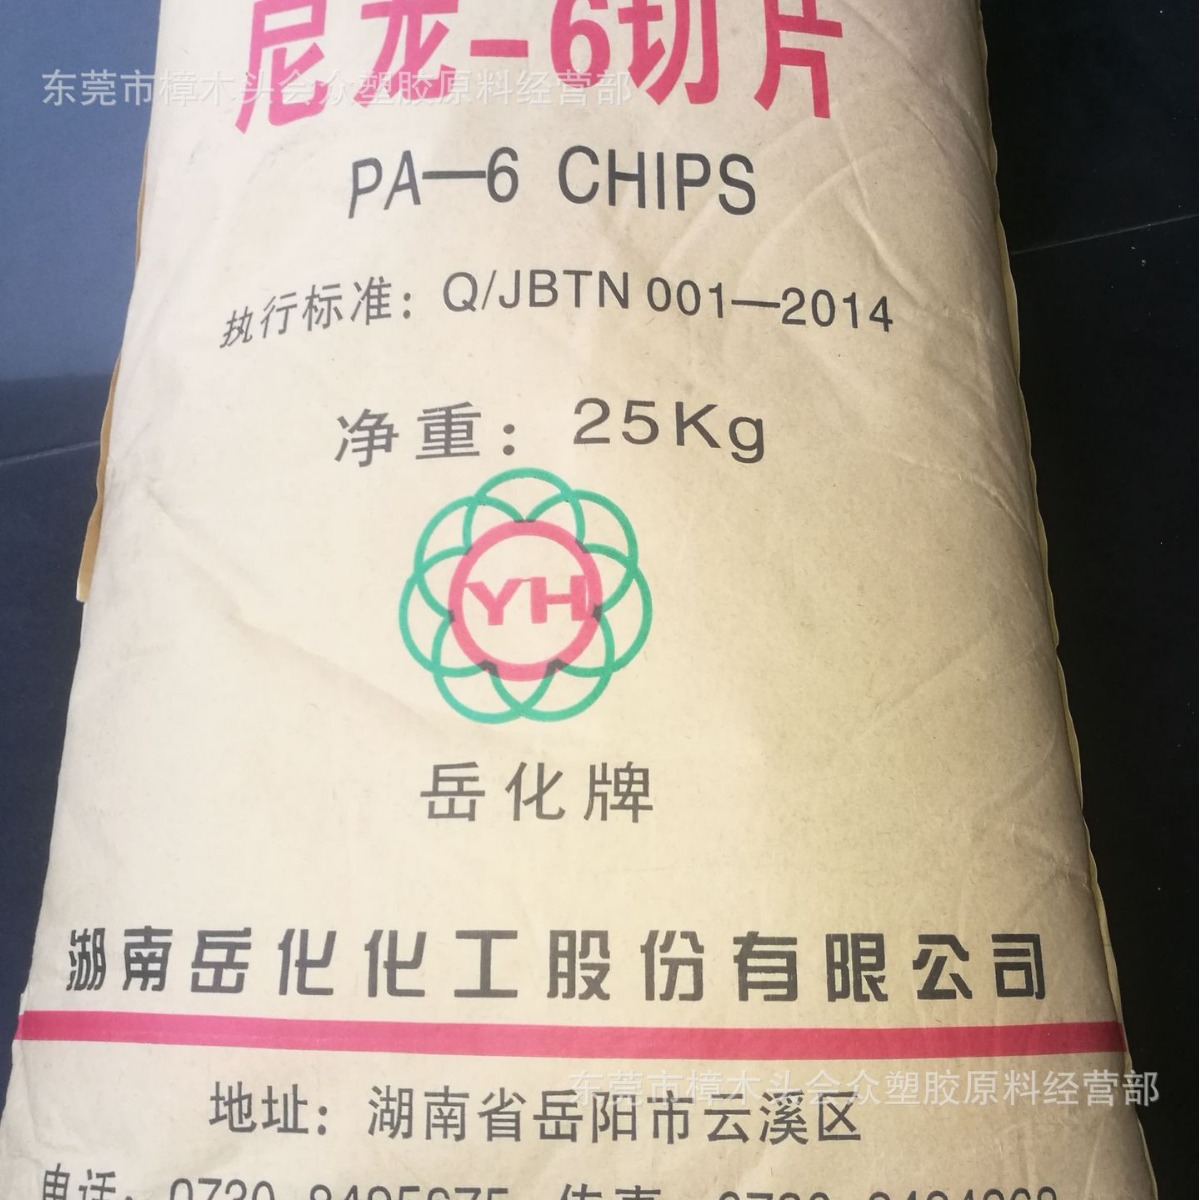 尼龙-6切片
东莞市樟木头会众塑胶原料经营部
PA—6 CHIPS
执行标准：Q/JBTN 001—2014
净重：25Kg
YH
岳化牌
湖南岳化化工股份有限公司
东莞市樟木头会众塑胶原料经营部
地址：湖南省岳阳市云溪区
电话：0730